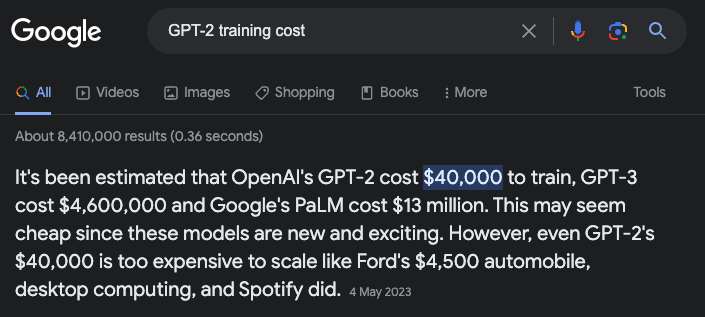 Google
GPT-2 training cost
All
Videos
Images
Shopping
Books
More
Tools
About 8,410,000 results (0.36 seconds)
It's been estimated that OpenAI's GPT-2 cost $40,000 to train, GPT-3
cost $4,600,000 and Google's PaLM cost $13 million. This may seem
cheap since these models are new and exciting. However, even GPT-2's
$40,000 is too expensive to scale like Ford's $4,500 automobile,
desktop computing, and Spotify did. 4 May 2023